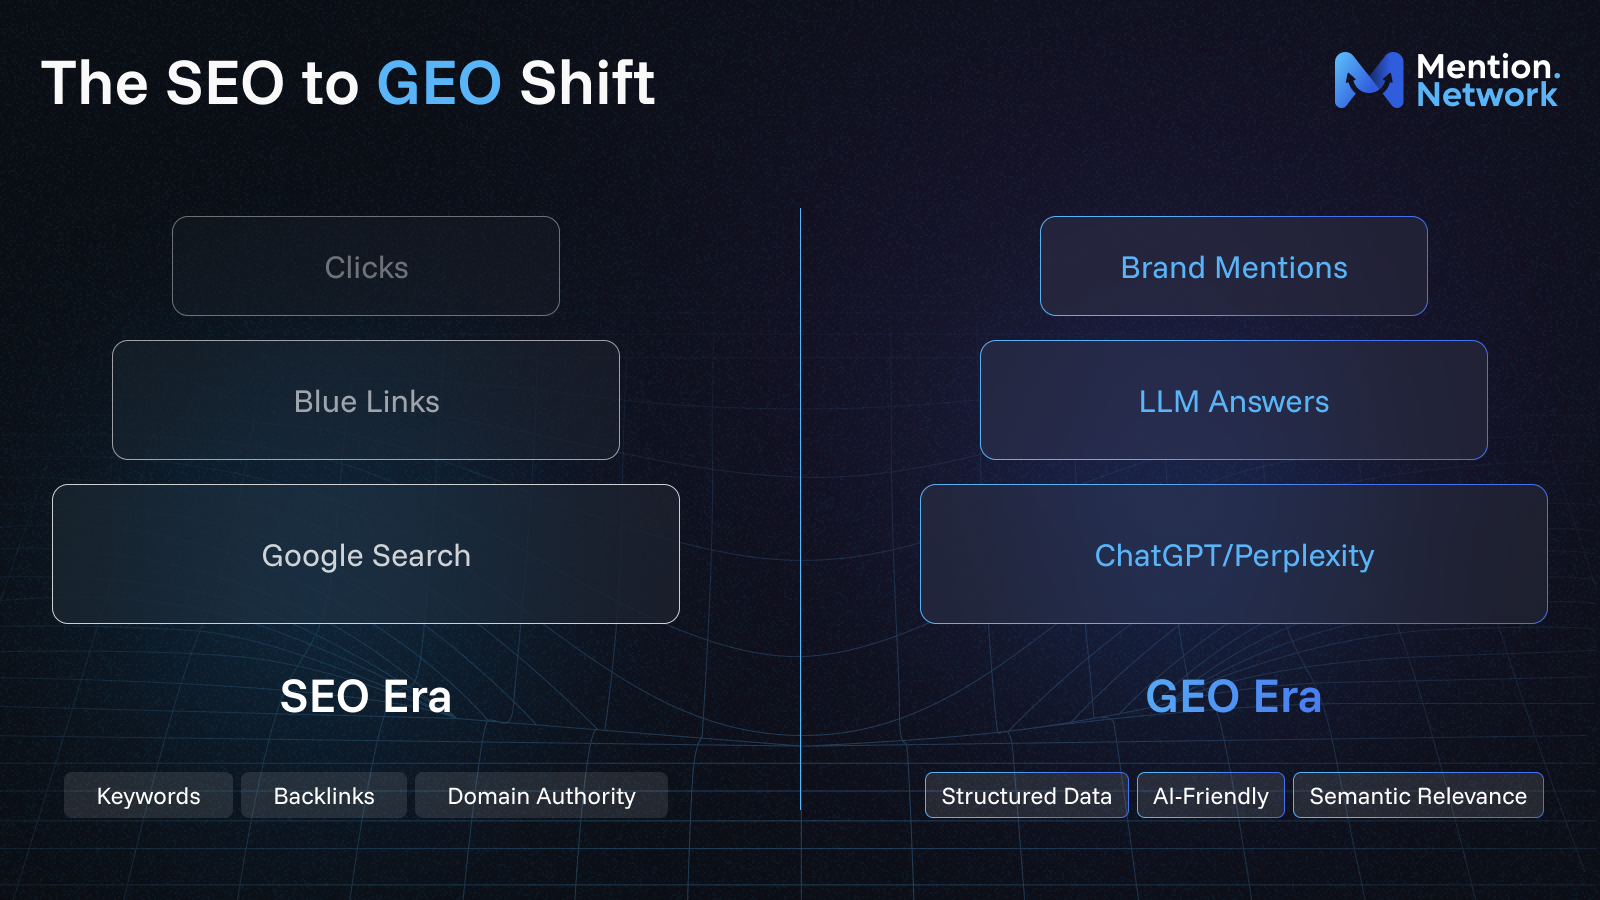 The SEO to GEO Shift
Mention.
Network
Clicks
Blue Links
Google Search
SEO Era
Keywords
Backlinks
Domain Authority
Brand Mentions
LLM Answers
ChatGPT/Perplexity
GEO Era
Structured Data
AI-Friendly
Semantic Relevance